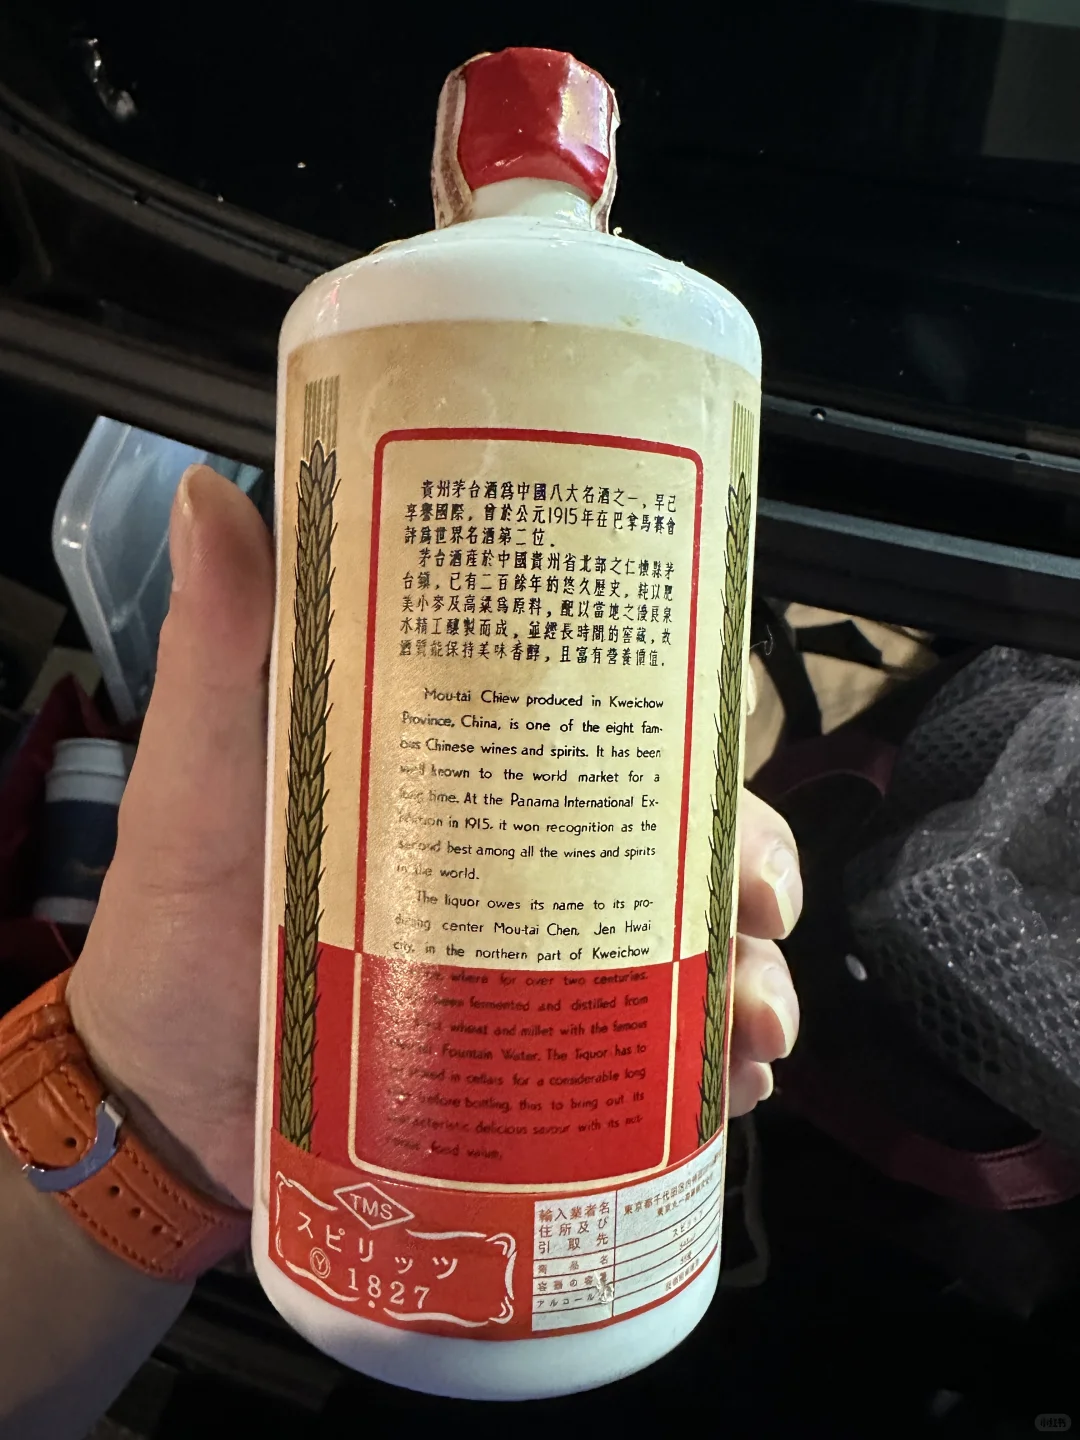 貴州茅台酒爲中國八大名酒之一，早已
享譽國際，曾於公元1915年在巴拿馬賽會
評爲世界名酒第二位．
茅台酒産於中國貴州省北部之仁懷縣茅
台鎮，已有二百餘年的悠久歷史，純以肥
美小麥及高粱爲原料，配以當地之優良泉
水精工釀製而成，並經長時間的窖藏，故
酒質能保持美味香醇，且富有營養價值．
Mou-tai Chiew produced in Kweichow
Province, China, is one of the eight fam-
ous Chinese wines and spirits. It has been
well known to the world market for a
long time. At the Panama International Ex-
hibition in 1915. it won recognition as the
second best among all the wines and spirits
in the world.
The liquor owes its name to its pro-
ducing center Mou-tai Chen, Jen Hwai
city, in the northern part of Kweichow
where for over two centuries.
been fermented and distilled from
wheat and millet with the famous
Fountain Water. The liquor has to
stored in cellars for a considerable long
before bottling, thus to bring out its
characteristic delicious savour with its
food value.
TMS
スピリッツ
Y 1827
輸入業者名
住所及び
引取先
東京都千代田区内
商品名
スピリッツ
容器の容量
アルコール
小红书